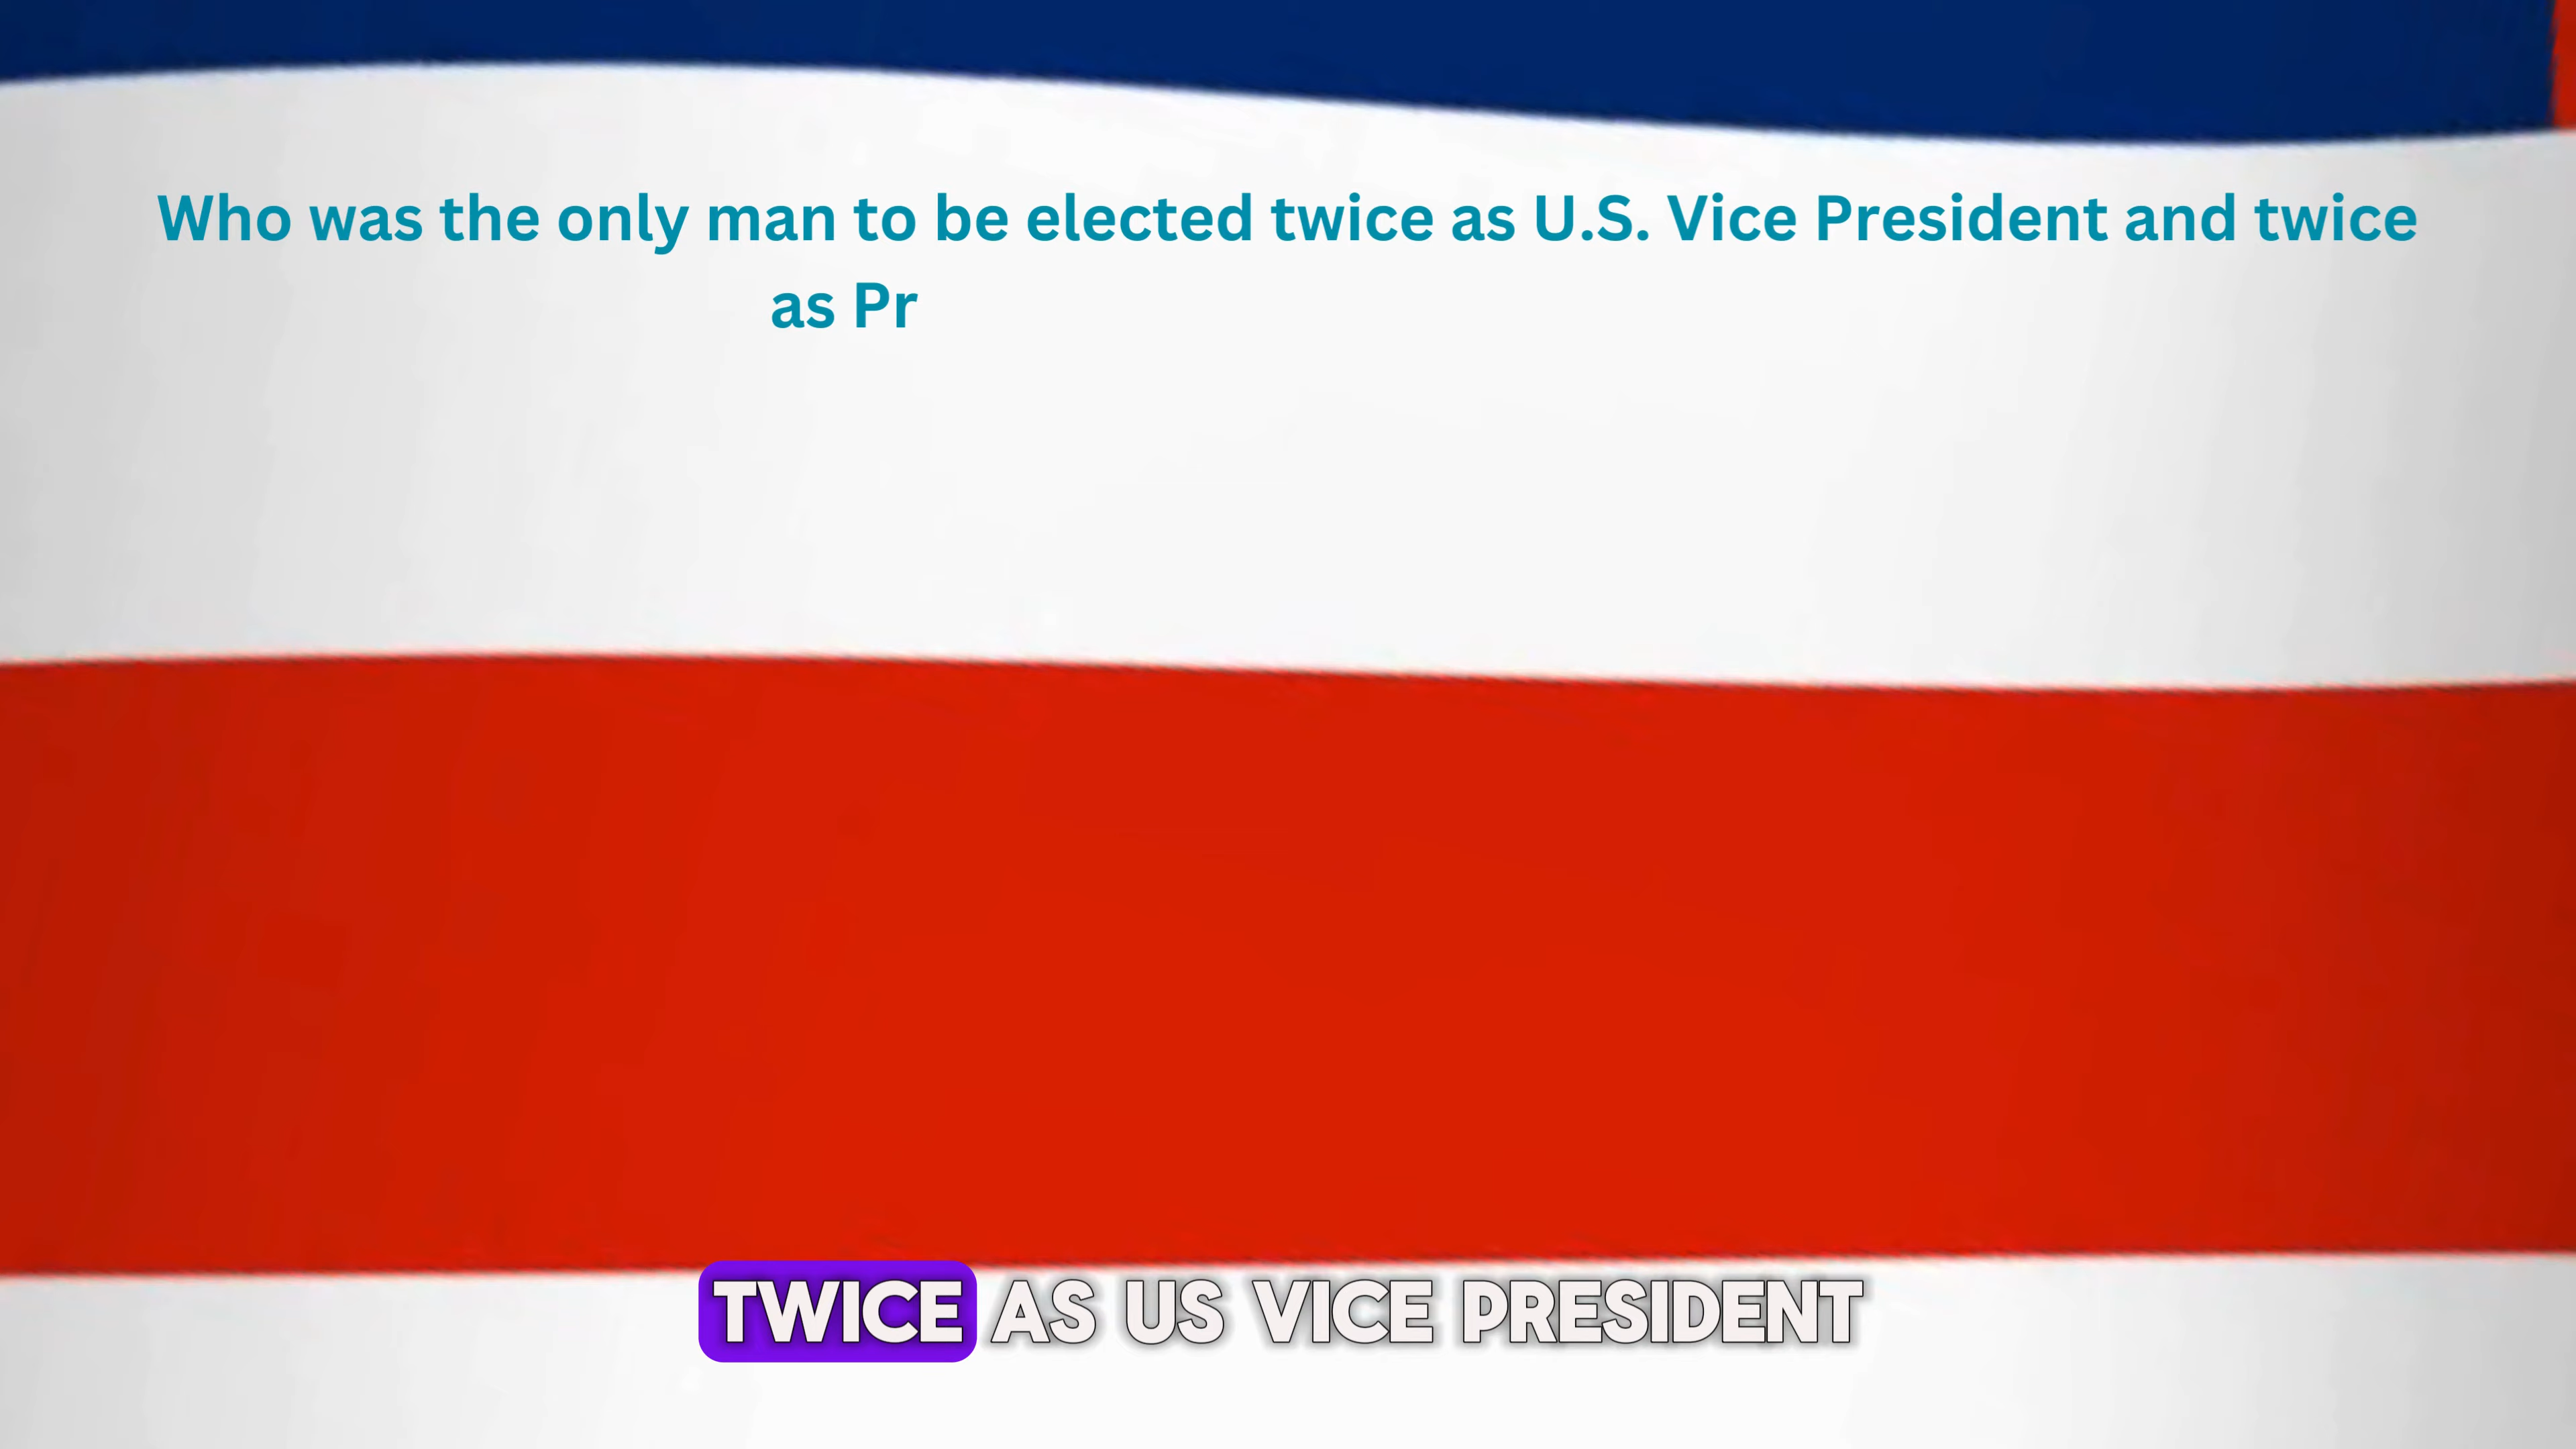 Who was the only man to be elected twice as U.S. Vice President and twice
as Pr
TWICE AS US VICE PRESIDENT